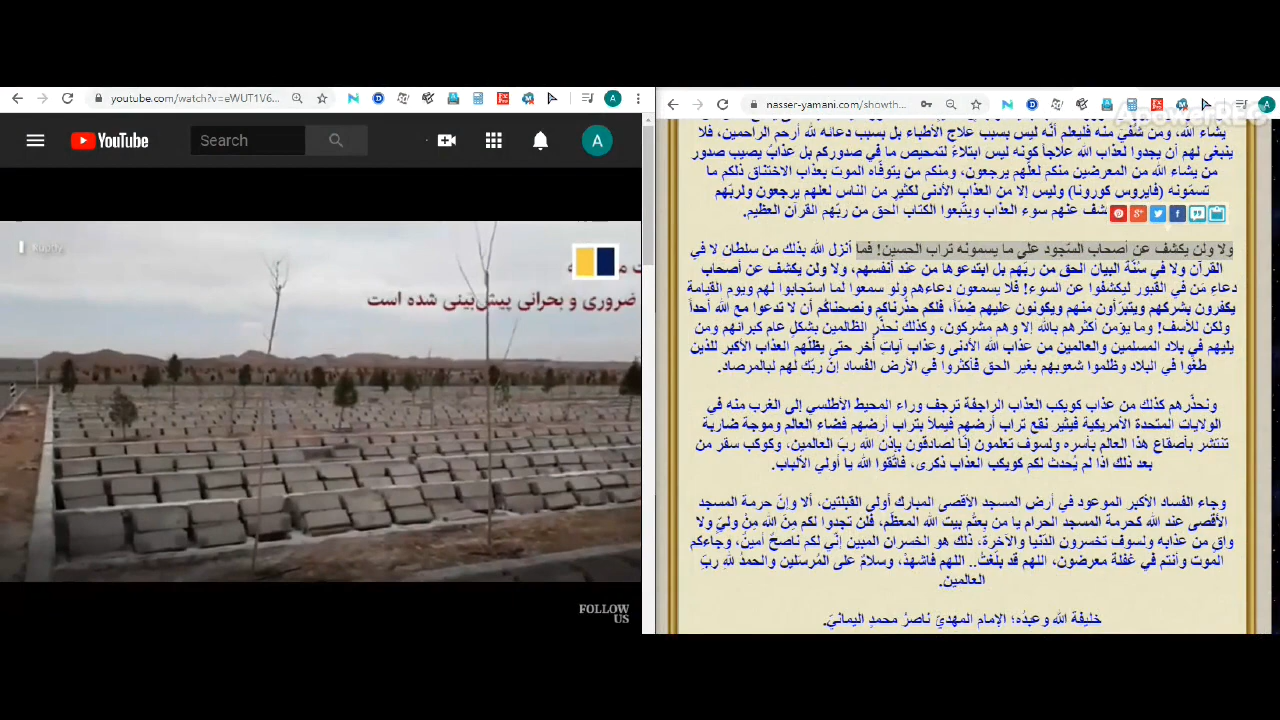 youtube.com/watch?v=eWUT1V6...
YouTube
Search
A
Ruptly
ضروری و بحرانی پیش‌بینی شده است
FOLLOW
US
nasser-yamani.com/showth...
ApowerREC
يشاء الله، ومن شُفي منه فليعلم أنّه ليس بسبب علاج الأطباء بل بسبب دعائه لله أرحم الراحمين، فلا
ينبغي لهم أن يجدوا لعذاب الله علاجاً كونه ليس ابتلاءً لتمحيص ما في صدوركم بل عذابٌ يصيب صدور
من يشاء الله من المعرضين منكم لعلّهم يرجعون، ومنكم من يتوفّاه الموت بعذاب الاختناق ذلكم ما
تسمّونه (فايروس كورونا) وليس إلا من العذاب الأدنى لكثيرٍ من الناس لعلهم يرجعون ولربّهم
شف عنهم سوء العذاب ويتّبعوا الكتاب الحق من ربّهم القرآن العظيم.
ولا ولن يكشف عن أصحاب السّجود على ما يسمونه تراب الحسين! فما أنزل الله بذلك من سلطان لا في
القرآن ولا في سُنّة البيان الحق من ربّهم بل ابتدعوها من عند أنفسهم، ولا ولن يكشف عن أصحاب
دعاءِ مَن في القبور ليكشفوا عن السوء! فلا يسمعون دعاءهم ولو سمعوا لما استجابوا لهم ويوم القيامة
يكفرون بشركهم ويتبرّأون منهم ويكونون عليهم ضِدّاً، فلكم حذّرناكم ونصحناكُم أن لا تدعوا مع الله أحداً
ولكن للأسف! وما يؤمن أكثرهم بالله إلا وهم مشركون، وكذلك نحذّر الظالمين بشكلٍ عام كبرائهم ومن
يليهم في بلاد المسلمين والعالمين من عذاب الله الأدنى وعذاب آياتٍ أُخر حتى يظلّهم العذاب الأكبر للذين
طغوا في البلاد وظلموا شعوبهم بغير الحق فأكثروا في الأرض الفساد إنّ ربّك لهم لبالمرصاد.
ونحذّرهم كذلك من عذاب كويكب العذاب الراجفة ترجف وراء المحيط الأطلسي إلى الغرب منه في
الولايات المتحدة الأمريكية فيثير نقع تراب أرضهم فيملأ بتراب أرضهم فضاء العالم وموجة ضاربة
تنتشر بأصقاع هذا العالم بأسره ولسوف تعلمون إنّا لصادقون بإذن الله ربّ العالمين، وكوكب سقر من
بعد ذلك اذا لم يُحدث لكم كويكب العذاب ذكرى، فاتّقوا الله يا أولي الألباب.
وجاء الفساد الأكبر الموعود في أرض المسجد الأقصى المبارك أولى القبلتين، ألا وإنّ حرمة المسجد
الأقصى عند الله كحرمة المسجد الحرام يا من بِعتُم بيت الله المعظّم، فلن تجدوا لكم مِنَ اللهِ مِنْ وليٍّ ولا
واقٍ من عذابه ولسوف تخسرون الدّنيا والآخرة، ذلك هو الخسران المبين إنّي لكم ناصحٌ أمينٌ، وجاءكم
الموت وأنتم في غفلة معرضون، اللهم قد بلّغتُ.. اللهم فاشهدْ، وسلامٌ على المُرسَلين والحمدُ للهِ ربِّ
العالمين.
خليفة الله وعبدُه؛ الإمام المهديّ ناصرُ محمدٍ اليمانيّ.